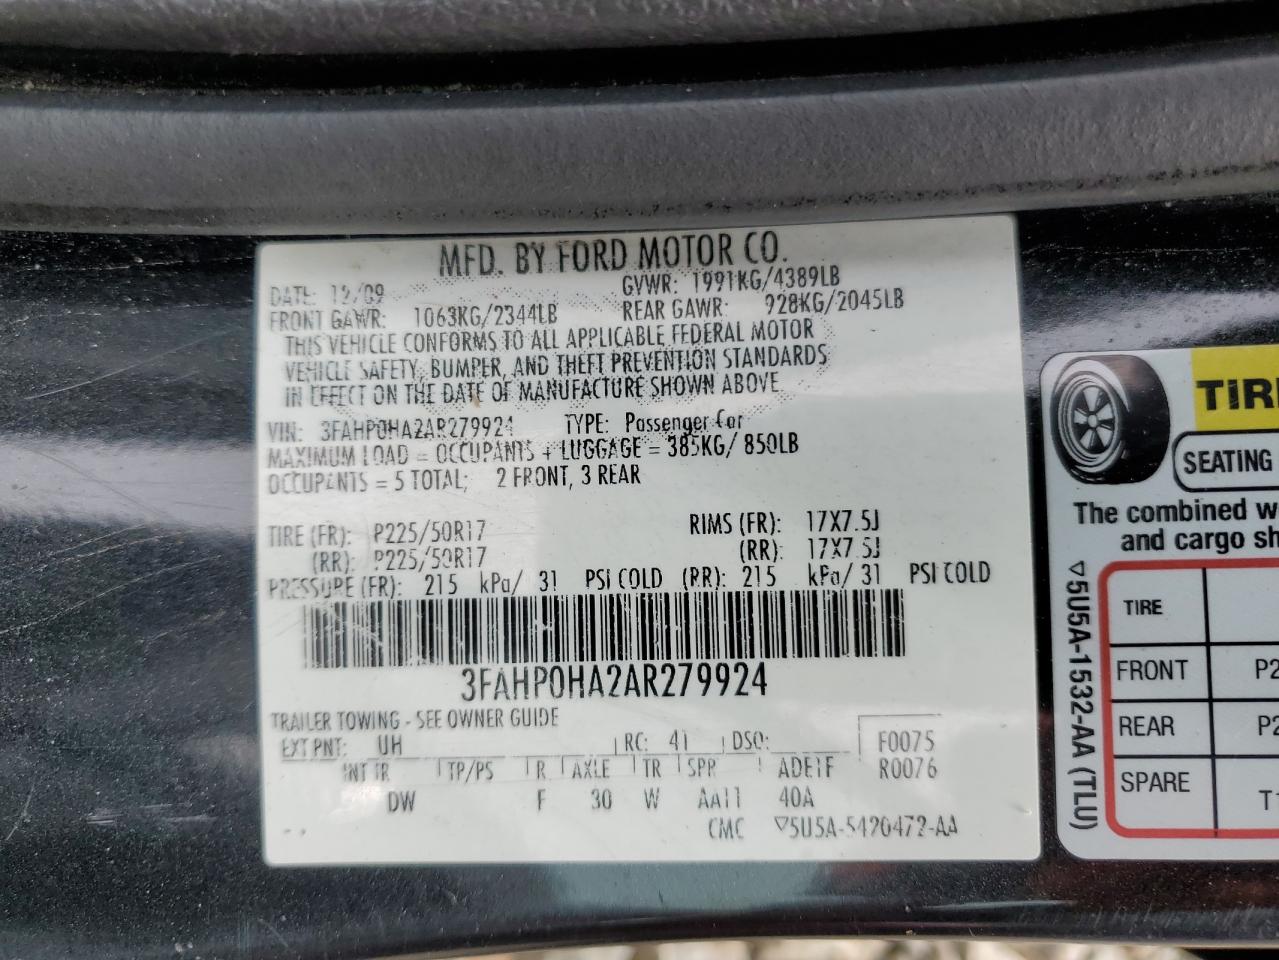 MFD. BY FORD MOTOR CO.
DATE: 12/09 GVWR: 1991KG/4389LB
FRONT GAWR: 1063KG/2344LB REAR GAWR: 928KG/2045LB
THIS VEHICLE CONFORMS TO ALL APPLICABLE FEDERAL MOTOR
VEHICLE SAFETY, BUMPER, AND THEFT PREVENTION STANDARDS
IN EFFECT ON THE DATE OF MANUFACTURE SHOWN ABOVE
VIN: 3FAHP0HA2AR279924 TYPE: Passenger Car
MAXIMUM LOAD = OCCUPANTS + LUGGAGE = 385KG/ 850LB
OCCUPANTS = 5 TOTAL; 2 FRONT, 3 REAR
TIRE (FR): P225/50R17 RIMS (FR): 17X7.5J
(RR): P225/50R17 (RR): 17X7.5J
PRESSURE (FR): 215 kPa/ 31 PSI COLD (RR): 215 kPa/ 31 PSI COLD
3FAHP0HA2AR279924
TRAILER TOWING - SEE OWNER GUIDE
EXT PNT: UH RC: 41 DSO: F0075
INT TR TP/PS R AXLE TR SPR ADE1F R0076
DW F 30 W AA11 40A
CMC ▽5U5A-5420472-AA
TIR
SEATING
The combined w
and cargo sh
TIRE
FRONT P2
REAR P2
SPARE T1
▽5U5A-1532-AA (TLU)